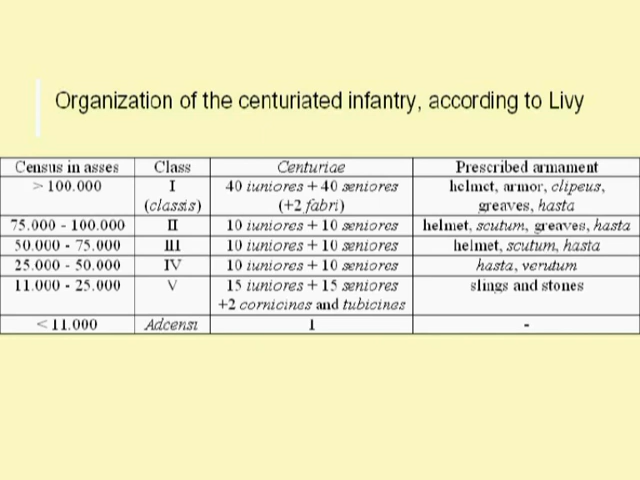 Organization of the centuriated infantry, according to Livy
Census in asses Class Centuriae Prescribed armament
> 100.000 I 40 iuniores + 40 seniores helmet, armor, clipeus,
(classis) (+2 fabri) greaves, hasta
75.000 - 100.000 II 10 iuniores + 10 seniores helmet, scutum, greaves, hasta
50.000 - 75.000 III 10 iuniores + 10 seniores helmet, scutum, hasta
25.000 - 50.000 IV 10 iuniores + 10 seniores hasta, verutum
11.000 - 25.000 V 15 iuniores + 15 seniores slings and stones
+2 cornicines and tubicines
< 11.000 Adcensi 1 -